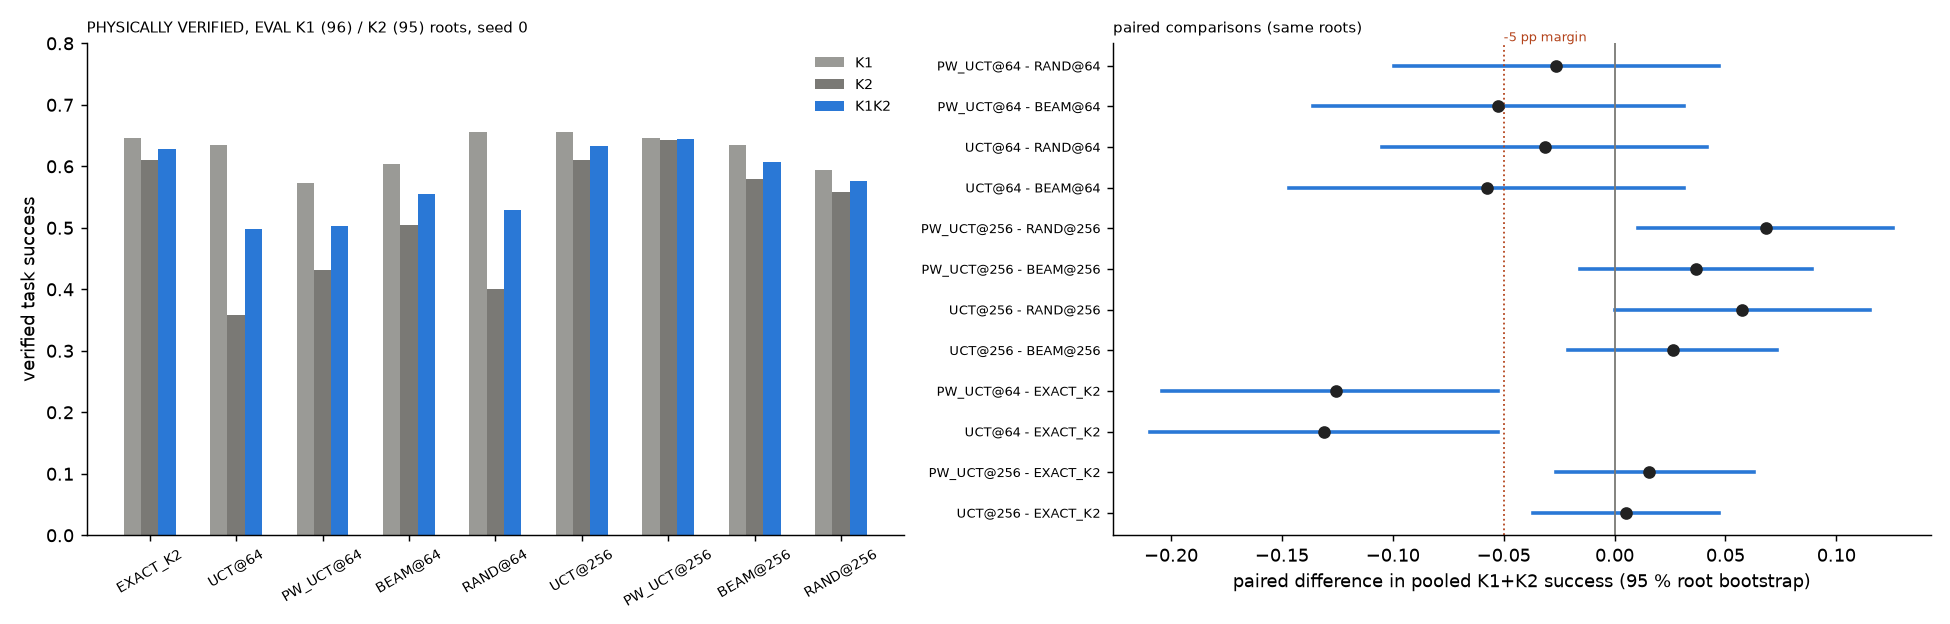 PHYSICALLY VERIFIED, EVAL K1 (96) / K2 (95) roots, seed 0
K1
K2
K1K2
verified task success
0.8
0.7
0.6
0.5
0.4
0.3
0.2
0.1
0.0
EXACT_K2
UCT@64
PW_UCT@64
BEAM@64
RAND@64
UCT@256
PW_UCT@256
BEAM@256
RAND@256
paired comparisons (same roots)
-5 pp margin
PW_UCT@64 - RAND@64
PW_UCT@64 - BEAM@64
UCT@64 - RAND@64
UCT@64 - BEAM@64
PW_UCT@256 - RAND@256
PW_UCT@256 - BEAM@256
UCT@256 - RAND@256
UCT@256 - BEAM@256
PW_UCT@64 - EXACT_K2
UCT@64 - EXACT_K2
PW_UCT@256 - EXACT_K2
UCT@256 - EXACT_K2
−0.20 −0.15 −0.10 −0.05 0.00 0.05 0.10
paired difference in pooled K1+K2 success (95 % root bootstrap)